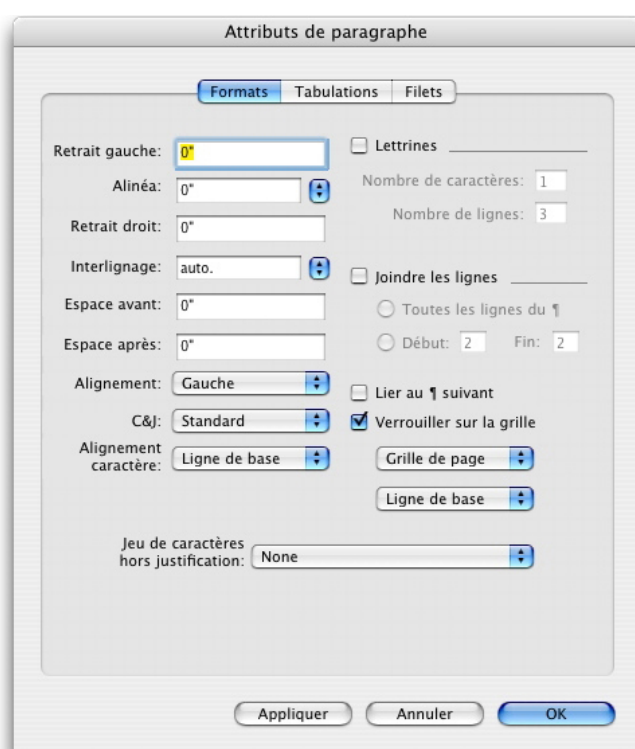 Attributs de paragraphe
Formats Tabulations Filets
Retrait gauche: 0"
Alinéa: 0"
Retrait droit: 0"
Interlignage: auto.
Espace avant: 0"
Espace après: 0"
Alignement: Gauche
C&J: Standard
Alignement
caractère: Ligne de base
Lettrines
Nombre de caractères: 1
Nombre de lignes: 3
Joindre les lignes
Toutes les lignes du ¶
Début: 2 Fin: 2
Lier au ¶ suivant
Verrouiller sur la grille
Grille de page
Ligne de base
Jeu de caractères
hors justification: None
Appliquer Annuler OK